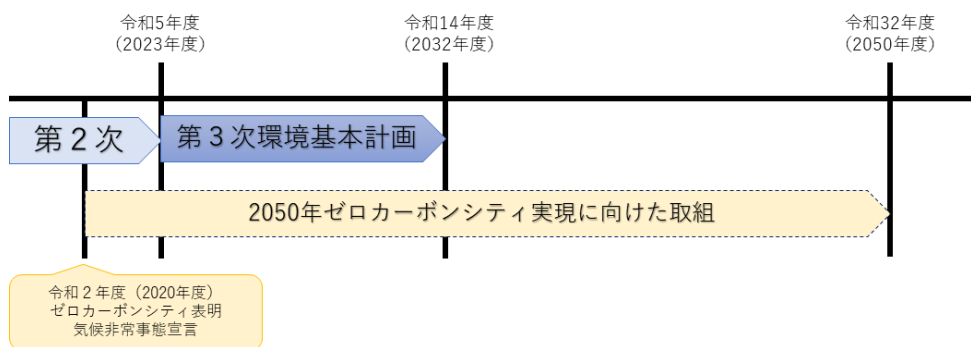 令和5年度
（2023年度）
令和14年度
（2032年度）
令和32年度
（2050年度）
第２次
第３次環境基本計画
2050年ゼロカーボンシティ実現に向けた取組
令和２年度（2020年度）
ゼロカーボンシティ表明
気候非常事態宣言